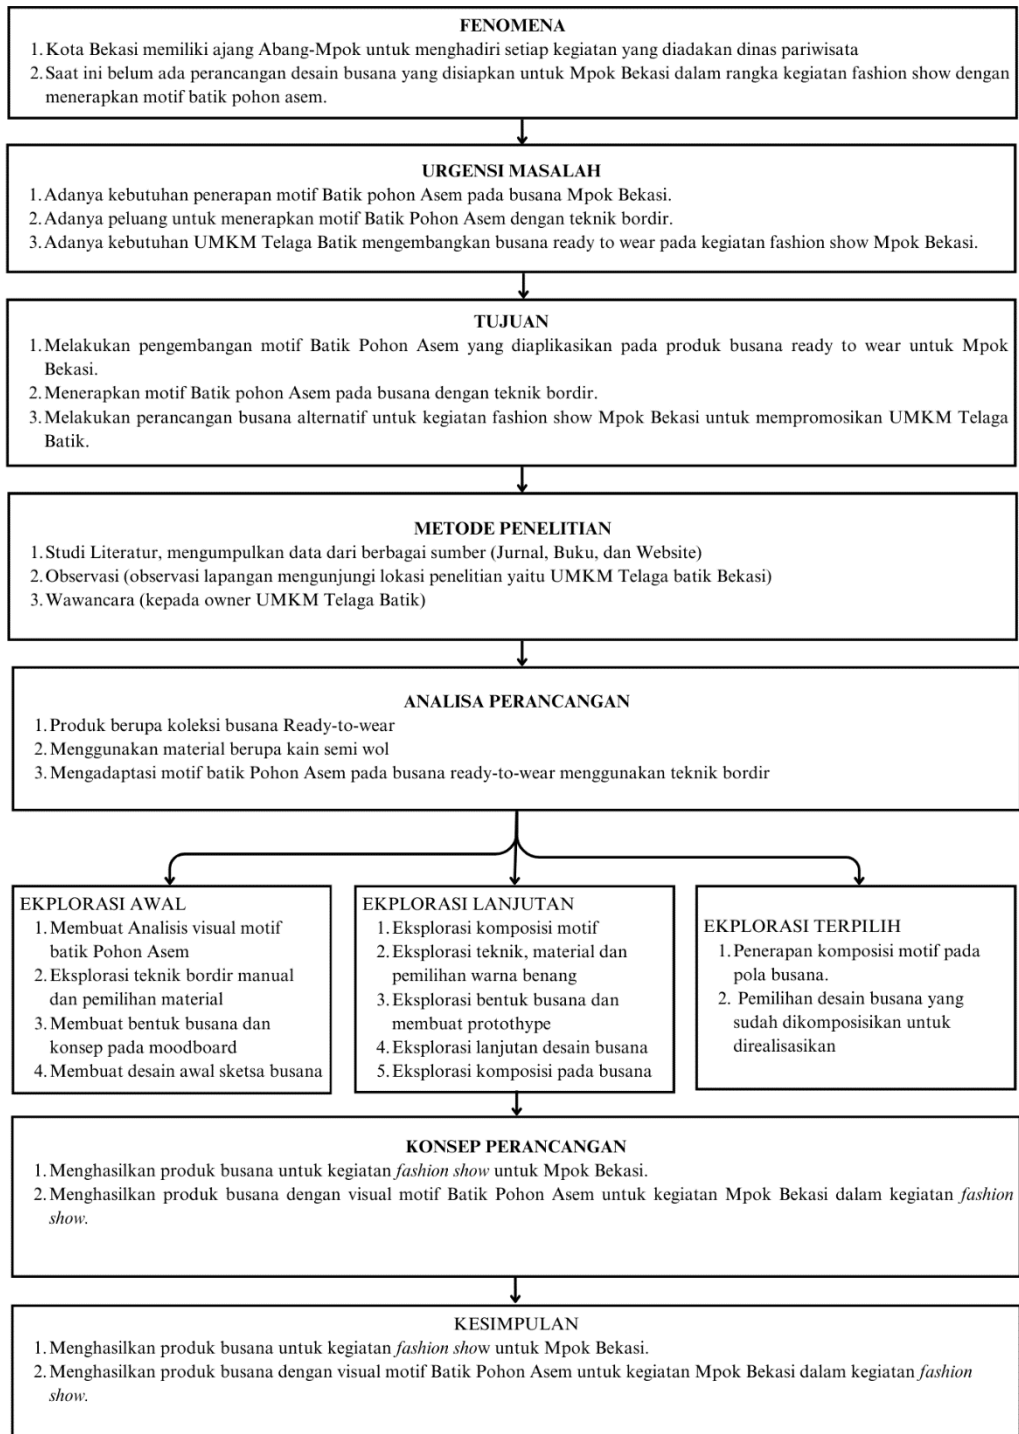 FENOMENA
1. Kota Bekasi memiliki ajang Abang-Mpok untuk menghadiri setiap kegiatan yang diadakan dinas pariwisata
2. Saat ini belum ada perancangan desain busana yang disiapkan untuk Mpok Bekasi dalam rangka kegiatan fashion show dengan
menerapkan motif batik pohon asem.
URGENSI MASALAH
1. Adanya kebutuhan penerapan motif Batik pohon Asem pada busana Mpok Bekasi.
2. Adanya peluang untuk menerapkan motif Batik Pohon Asem dengan teknik bordir.
3. Adanya kebutuhan UMKM Telaga Batik mengembangkan busana ready to wear pada kegiatan fashion show Mpok Bekasi.
TUJUAN
1. Melakukan pengembangan motif Batik Pohon Asem yang diaplikasikan pada produk busana ready to wear untuk Mpok
Bekasi.
2. Menerapkan motif Batik pohon Asem pada busana dengan teknik bordir.
3. Melakukan perancangan busana alternatif untuk kegiatan fashion show Mpok Bekasi untuk mempromosikan UMKM Telaga
Batik.
METODE PENELITIAN
1. Studi Literatur, mengumpulkan data dari berbagai sumber (Jurnal, Buku, dan Website)
2. Observasi (observasi lapangan mengunjungi lokasi penelitian yaitu UMKM Telaga batik Bekasi)
3. Wawancara (kepada owner UMKM Telaga Batik)
ANALISA PERANCANGAN
1. Produk berupa koleksi busana Ready-to-wear
2. Menggunakan material berupa kain semi wol
3. Mengadaptasi motif batik Pohon Asem pada busana ready-to-wear menggunakan teknik bordir
EKPLORASI AWAL
1. Membuat Analisis visual motif
batik Pohon Asem
2. Eksplorasi teknik bordir manual
dan pemilihan material
3. Membuat bentuk busana dan
konsep pada moodboard
4. Membuat desain awal sketsa busana
EKPLORASI LANJUTAN
1. Eksplorasi komposisi motif
2. Eksplorasi teknik, material dan
pemilihan warna benang
3. Eksplorasi bentuk busana dan
membuat protothype
4. Eksplorasi lanjutan desain busana
5. Eksplorasi komposisi pada busana
EKPLORASI TERPILIH
1. Penerapan komposisi motif pada
pola busana.
2. Pemilihan desain busana yang
sudah dikomposisikan untuk
direalisasikan
KONSEP PERANCANGAN
1. Menghasilkan produk busana untuk kegiatan fashion show untuk Mpok Bekasi.
2. Menghasilkan produk busana dengan visual motif Batik Pohon Asem untuk kegiatan Mpok Bekasi dalam kegiatan fashion
show.
KESIMPULAN
1. Menghasilkan produk busana untuk kegiatan fashion show untuk Mpok Bekasi.
2. Menghasilkan produk busana dengan visual motif Batik Pohon Asem untuk kegiatan Mpok Bekasi dalam kegiatan fashion
show.